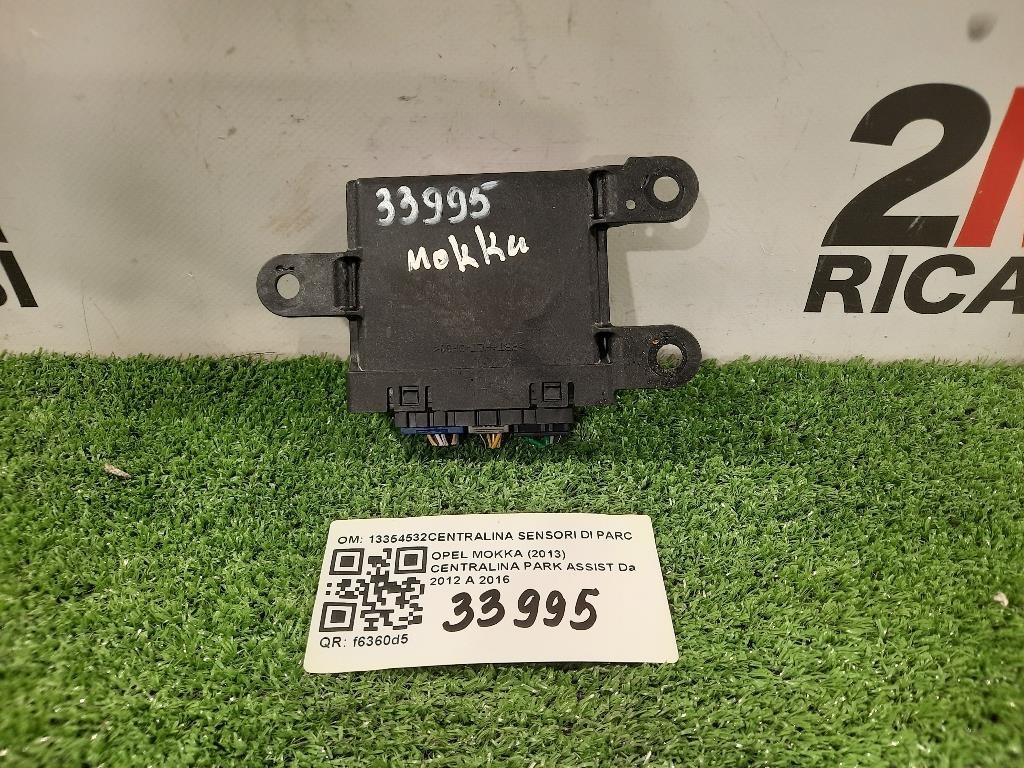 2
RICA
33995
Mokka
OM: 13354532CENTRALINA SENSORI DI PARC
OPEL MOKKA (2013)
CENTRALINA PARK ASSIST Da
2012 A 2016
33995
QR: f6360d5